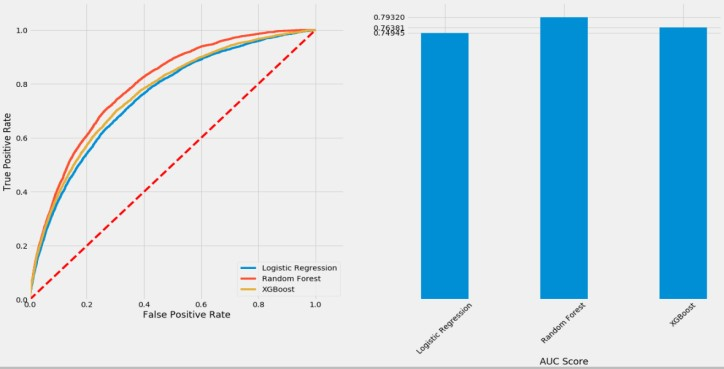 1.0
0.8
0.6
0.4
0.2
0.0
True Positive Rate
0.0 0.2 0.4 0.6 0.8 1.0
False Positive Rate
Logistic Regression
Random Forest
XGBoost
0.79320
0.76381
0.74945
Logistic Regression
Random Forest
XGBoost
AUC Score